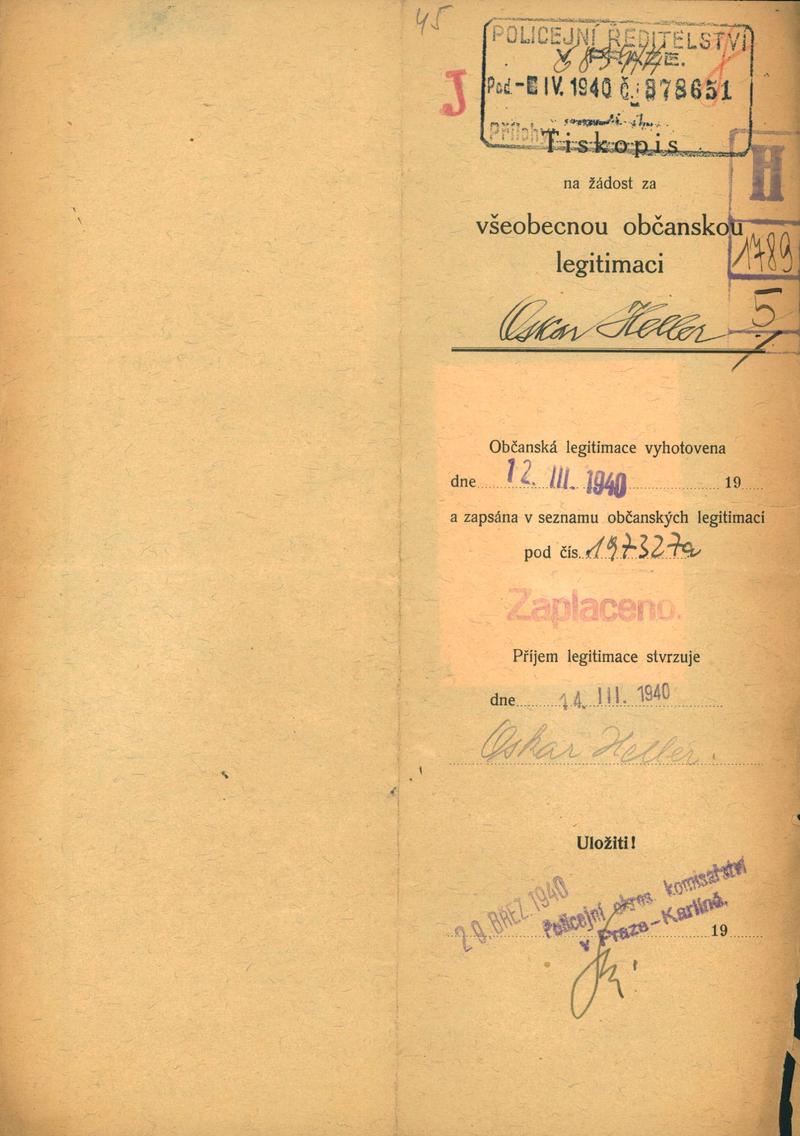 45
POLICEJNÍ ŘEDITELSTVÍ
V PRAZE.
J
Pod. IV. 1940 č. 878651
Příloh
Tiskopis
H
na žádost za
všeobecnou občanskou
1789
legitimaci
5
Oskar Heller
Občanská legitimace vyhotovena
dne 12. III. 1940 19
a zapsána v seznamu občanských legitimací
pod čís. 197327a
Zaplaceno.
Příjem legitimace stvrzuje
dne 14. III. 1940
Oskar Heller.
Uložiti!
20. BŘEZ. 1940
Policejní okres. komisařství
v Praze-Karlíně.
19